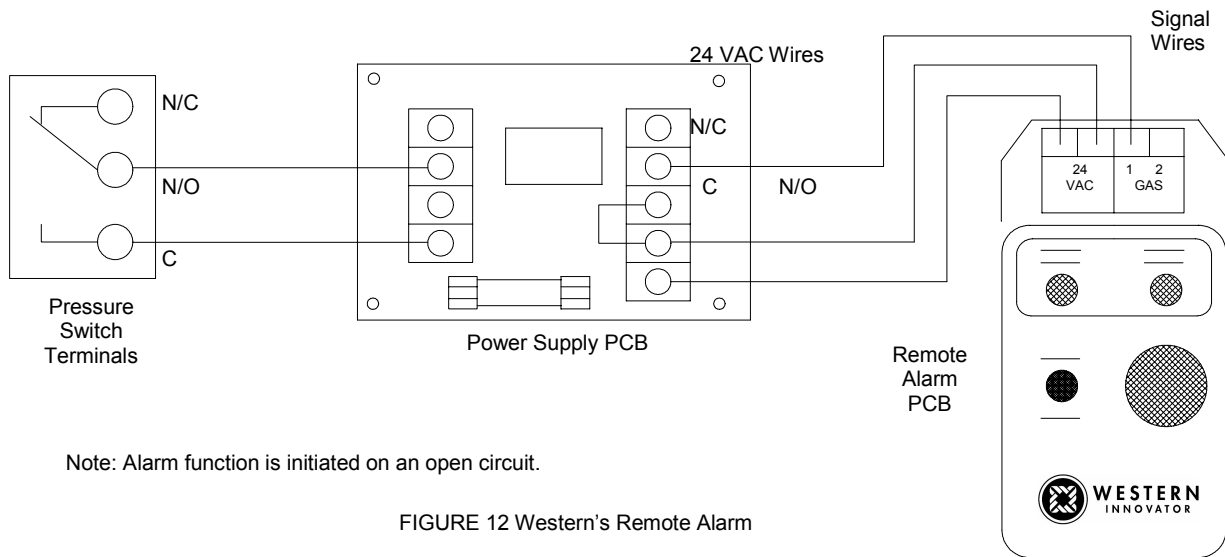 Signal
Wires
24 VAC Wires
N/C
N/C
N/O
C
N/O
C
24
VAC
1 2
GAS
Pressure
Switch
Terminals
Power Supply PCB
Remote
Alarm
PCB
Note: Alarm function is initiated on an open circuit.
WESTERN
INNOVATOR
FIGURE 12 Western's Remote Alarm